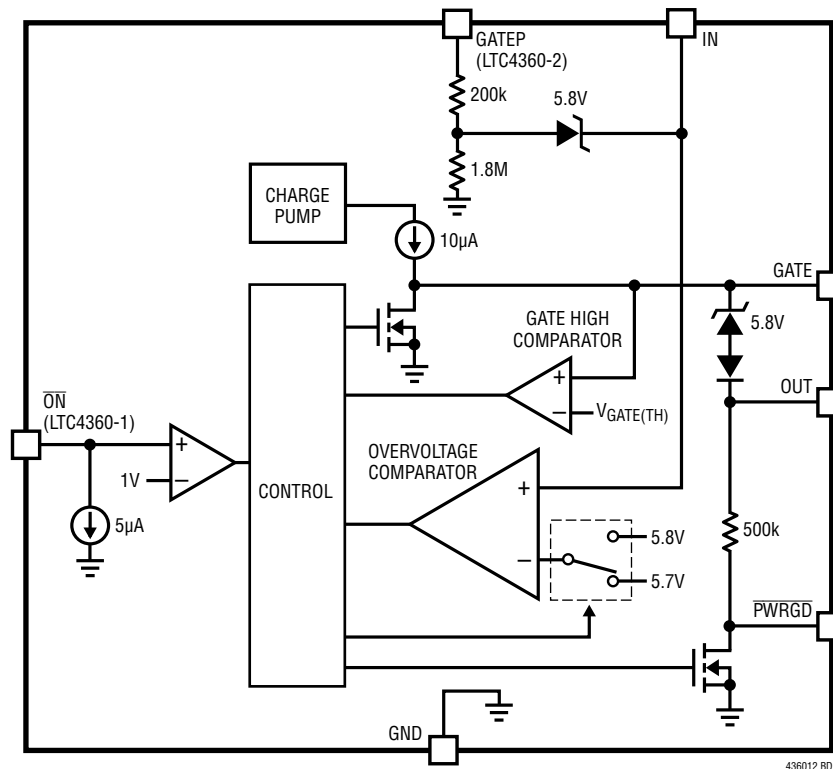 GATEP
(LTC4360-2)
IN
200k
5.8V
1.8M
CHARGE
PUMP
10µA
GATE
GATE HIGH
COMPARATOR
5.8V
+
–
VGATE(TH)
OUT
ON
(LTC4360-1)
+
1V
–
5µA
CONTROL
OVERVOLTAGE
COMPARATOR
+
–
5.8V
5.7V
500k
PWRGD
GND
436012 BD